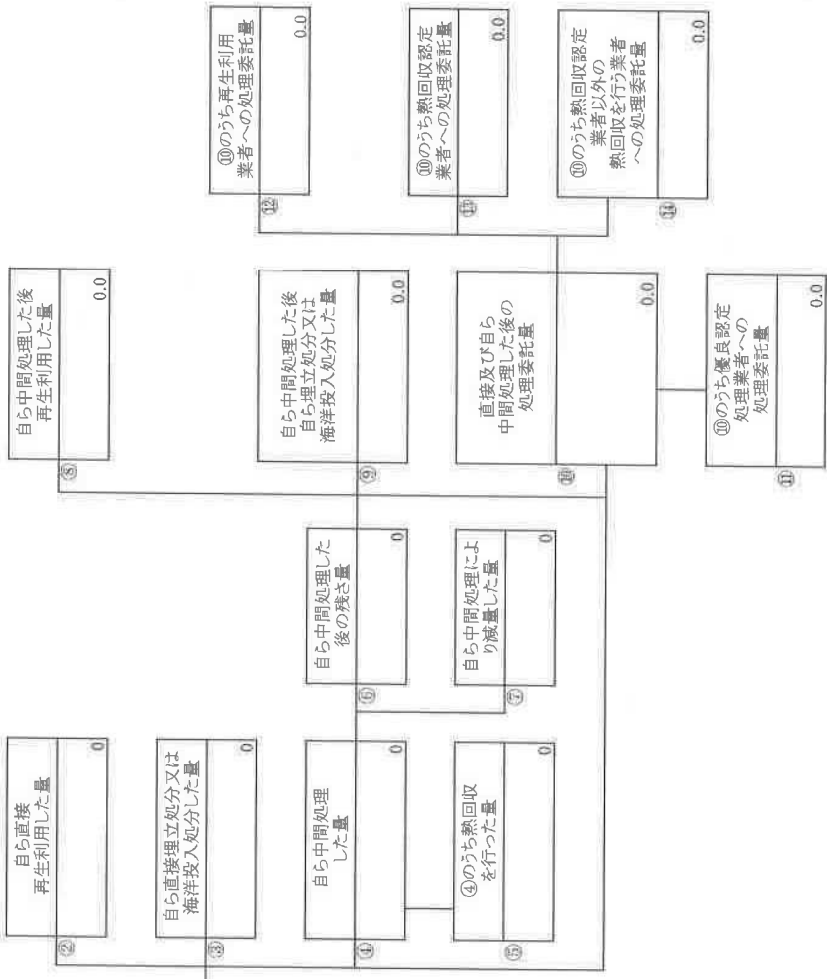 ②
自ら直接
再生利用した量
0
③
自ら直接埋立処分又は
海洋投入処分した量
0
④
自ら中間処理
した量
0
⑤
④のうち熱回収
を行った量
0
⑥
自ら中間処理した
後の残さ量
0
⑦
自ら中間処理によ
り減量した量
0
⑧
自ら中間処理した後
再生利用した量
0.0
⑨
自ら中間処理した後
自ら埋立処分又は
海洋投入処分した量
0.0
⑩
直接及び自ら
中間処理した後の
処理委託量
0.0
⑪
⑩のうち優良認定
処理業者への
処理委託量
0.0
⑫
⑩のうち再生利用
業者への処理委託量
0.0
⑬
⑩のうち熱回収認定
業者への処理委託量
0.0
⑭
⑩のうち熱回収認定
業者以外の
熱回収を行う業者
への処理委託量
0.0